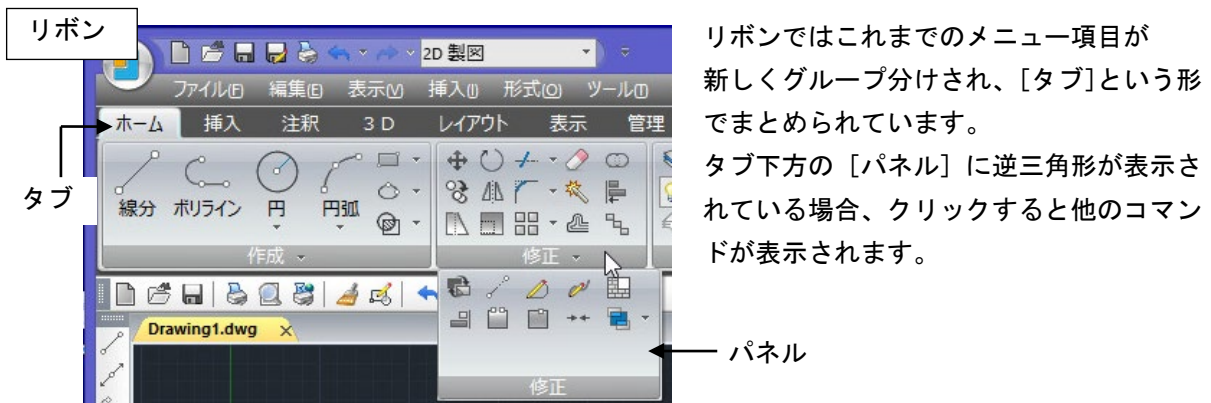 リボン
2D 製図
ファイル(F) 編集(E) 表示(V) 挿入(I) 形式(O) ツール(T)
ホーム 挿入 注釈 3D レイアウト 表示 管理
線分 ポリライン 円 円弧
作成 修正
Drawing1.dwg
修正
タブ
パネル
リボンではこれまでのメニュー項目が
新しくグループ分けされ、[タブ]という形
でまとめられています。
タブ下方の [パネル] に逆三角形が表示さ
れている場合、クリックすると他のコマン
ドが表示されます。